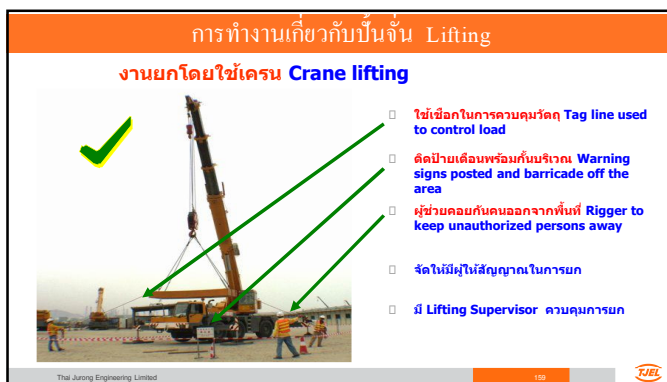 การทำงานเกี่ยวกับปั้นจั่น Lifting
งานยกโดยใช้เครน Crane lifting
ใช้เชือกในการควบคุมวัตถุ Tag line used
to control load
ติดป้ายเตือนพร้อมกั้นบริเวณ Warning
signs posted and barricade off the
area
ผู้ช่วยคอยกันคนออกจากพื้นที่ Rigger to
keep unauthorized persons away
จัดให้มีผู้ให้สัญญาณในการยก
มี Lifting Supervisor ควบคุมการยก
Thai Jurong Engineering Limited
159
TJEL